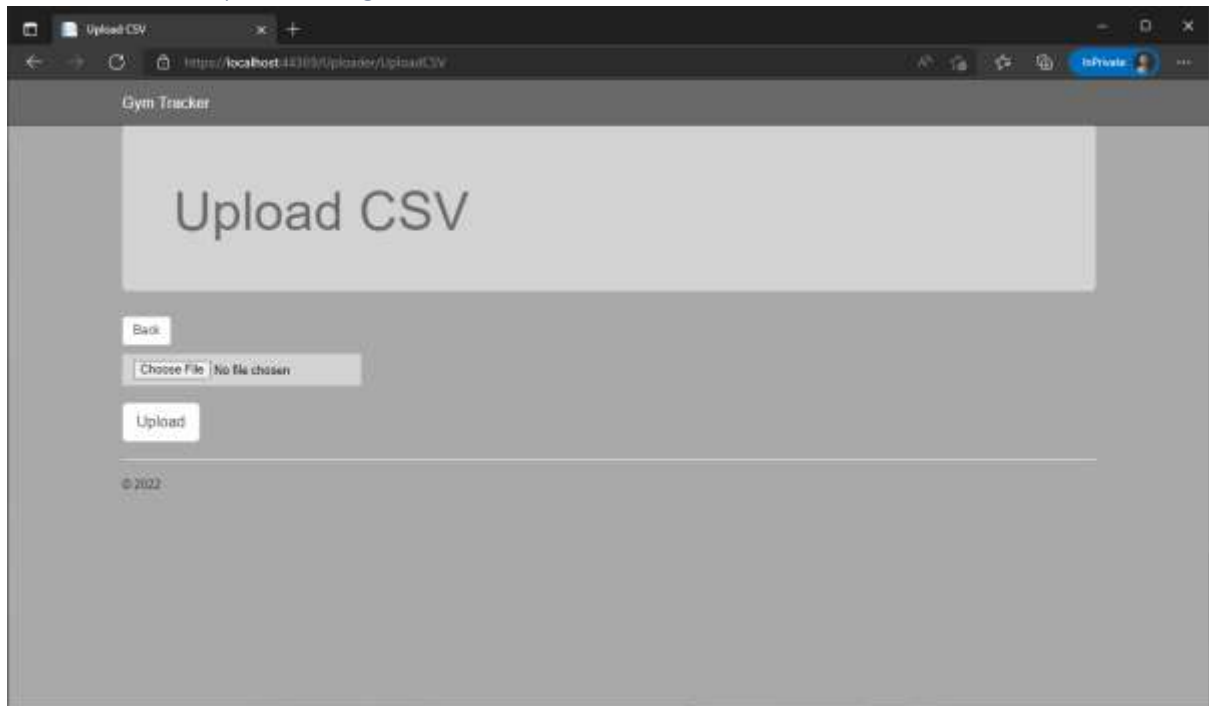 Upload CSV
https://localhost:44309/Uploader/UploadCSV
InPrivate
Gym Tracker
Upload CSV
Back
Choose File No file chosen
Upload
© 2022